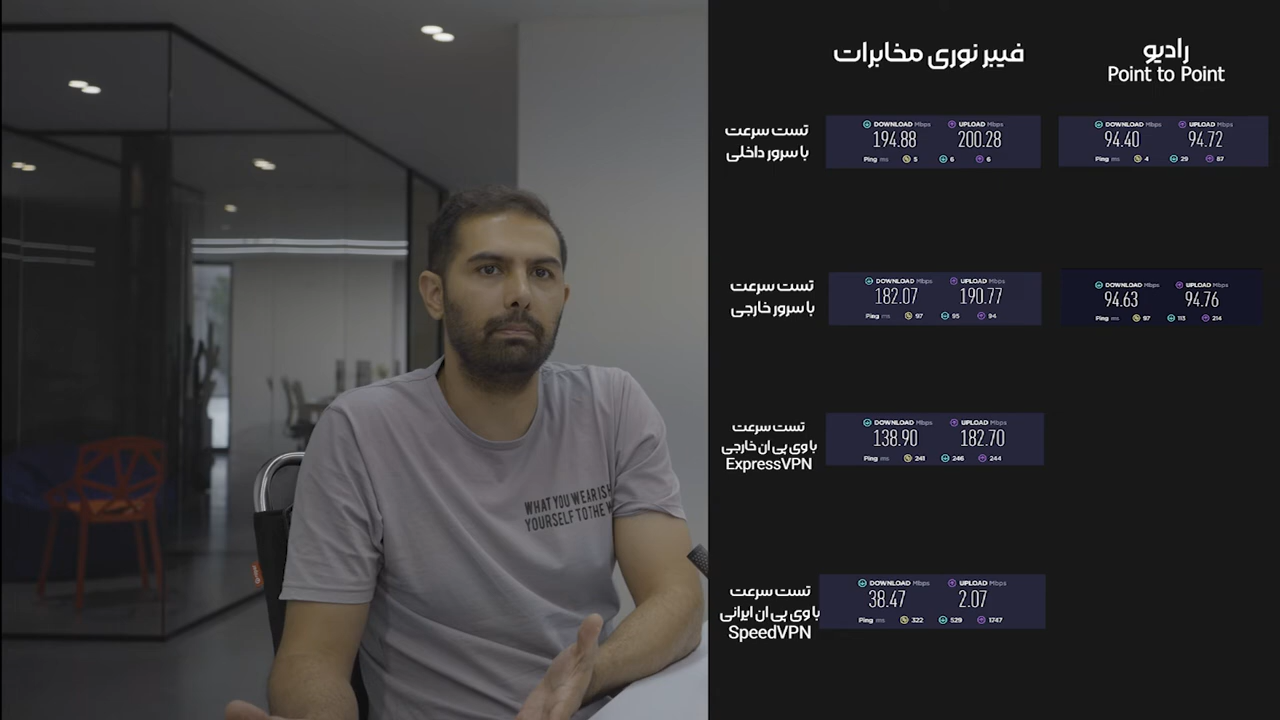 فیبر نوری مخابرات
رادیو
Point to Point
تست سرعت
با سرور داخلی
DOWNLOAD Mbps UPLOAD Mbps
194.88 200.28
Ping ms 5 6 6
DOWNLOAD Mbps UPLOAD Mbps
94.40 94.72
Ping ms 4 29 87
تست سرعت
با سرور خارجی
DOWNLOAD Mbps UPLOAD Mbps
182.07 190.77
Ping ms 97 95 94
DOWNLOAD Mbps UPLOAD Mbps
94.63 94.76
Ping ms 97 113 214
تست سرعت
با وی پی ان خارجی
ExpressVPN
DOWNLOAD Mbps UPLOAD Mbps
138.90 182.70
Ping ms 241 246 244
تست سرعت
با وی پی ان ایرانی
SpeedVPN
DOWNLOAD Mbps UPLOAD Mbps
38.47 2.07
Ping ms 322 529 1747
WHAT YOU WEAR IS
YOURSELF TO THE W